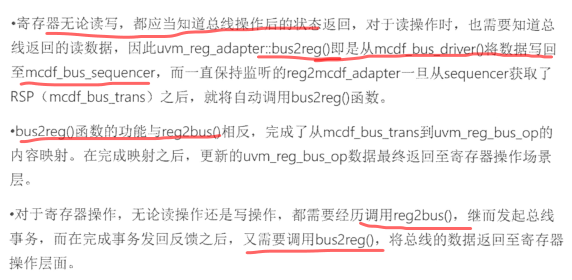 •寄存器无论读写，都应当知道总线操作后的状态返回，对于读操作时，也需要知道总
线返回的读数据，因此uvm_reg_adapter::bus2reg()即是从mcdf_bus_driver()将数据写回
至mcdf_bus_sequencer，而一直保持监听的reg2mcdf_adapter一旦从sequencer获取了
RSP（mcdf_bus_trans）之后，就将自动调用bus2reg()函数。
•bus2reg()函数的功能与reg2bus()相反，完成了从mcdf_bus_trans到uvm_reg_bus_op的
内容映射。在完成映射之后，更新的uvm_reg_bus_op数据最终返回至寄存器操作场景
层。
•对于寄存器操作，无论读操作还是写操作，都需要经历调用reg2bus()，继而发起总线
事务，而在完成事务发回反馈之后，又需要调用bus2reg()，将总线的数据返回至寄存器
操作层面。